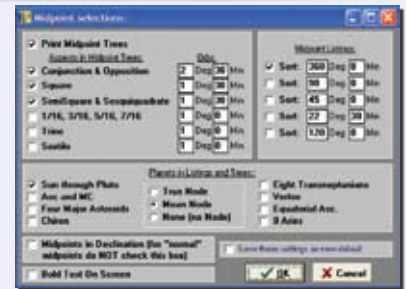 Midpoint selections:
Print Midpoint Trees
Aspects in Midpoint Trees: Orbs:
Conjunction & Opposition 2 Deg 30 Min
Square 1 Deg 30 Min
SemiSquare & Sesquiquadrate 1 Deg 30 Min
1/16, 3/16, 5/16, 7/16 1 Deg 0 Min
Trine 1 Deg 0 Min
Sextile 1 Deg 0 Min
Midpoint Listings:
Sort: 360 Deg 0 Min
Sort: 90 Deg 0 Min
Sort: 45 Deg 0 Min
Sort: 22 Deg 30 Min
Sort: 120 Deg 0 Min
Planets in Listings and Trees:
Sun through Pluto
Asc and MC
Four Major Asteroids
Chiron
True Node
Mean Node
None (no Node)
Eight Transneptunians
Vertex
Equatorial Asc.
0 Aries
Midpoints in Declination (for "normal"
midpoints do NOT check this box)
Save these settings as new default
Bold Text On Screen
OK
Cancel